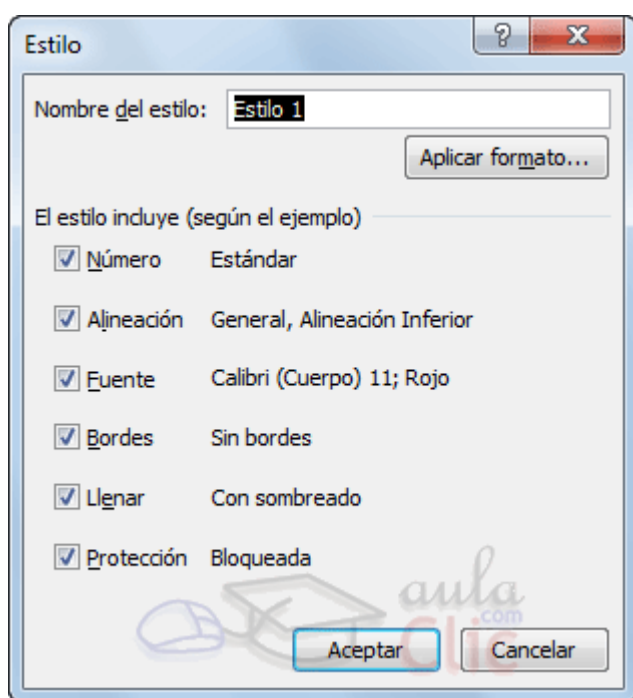 Estilo
Nombre del estilo: Estilo 1
Aplicar formato...
El estilo incluye (según el ejemplo)
Número Estándar
Alineación General, Alineación Inferior
Fuente Calibri (Cuerpo) 11; Rojo
Bordes Sin bordes
Llenar Con sombreado
Protección Bloqueada
aula
.com
Clic
Aceptar Cancelar